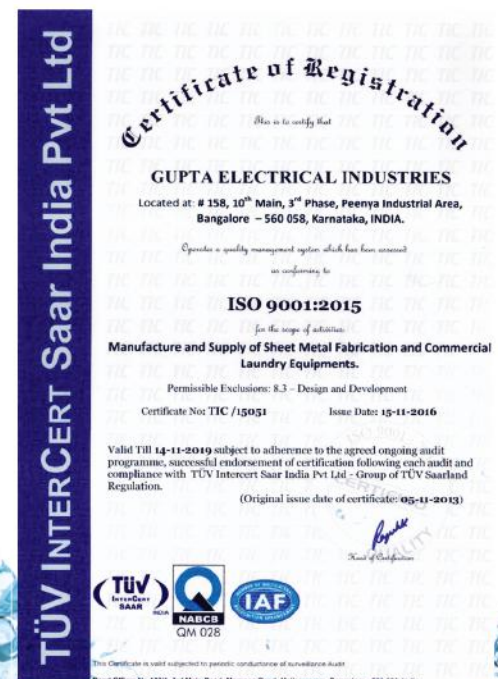 TÜV INTERCERT Saar India Pvt Ltd
Certificate of Registration
This is to certify that
GUPTA ELECTRICAL INDUSTRIES
Located at: # 158, 10th Main, 3rd Phase, Peenya Industrial Area,
Bangalore – 560 058, Karnataka, INDIA.
Operates a quality management system which has been assessed
as conforming to
ISO 9001:2015
for the scope of activities
Manufacture and Supply of Sheet Metal Fabrication and Commercial
Laundry Equipments.
Permissible Exclusions: 8.3 – Design and Development
Certificate No: TIC /15051 Issue Date: 15-11-2016
Valid Till 14-11-2019 subject to adherence to the agreed ongoing audit
programme, successful endorsement of certification following each audit and
compliance with TÜV Intercert Saar India Pvt Ltd - Group of TÜV Saarland
Regulation.
(Original issue date of certificate: 05-11-2013)
ISO 9001
CERTIFIED
QUALITY
Head of Certification
TÜV
INTERCERT
SAAR
INDIA
NABCB
QM 028
IAF
This Certificate is valid subjected to periodic conductance of surveillance Audit